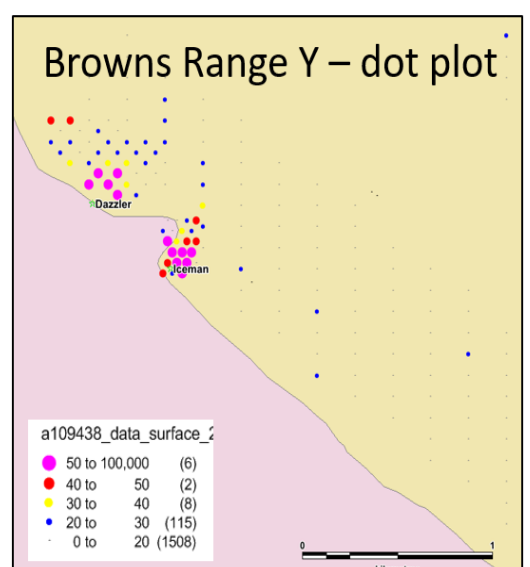 Browns Range Y – dot plot
Dazzler
Iceman
a109438_data_surface_2
50 to 100,000 (6)
40 to 50 (2)
30 to 40 (8)
20 to 30 (115)
0 to 20 (1508)
0 1